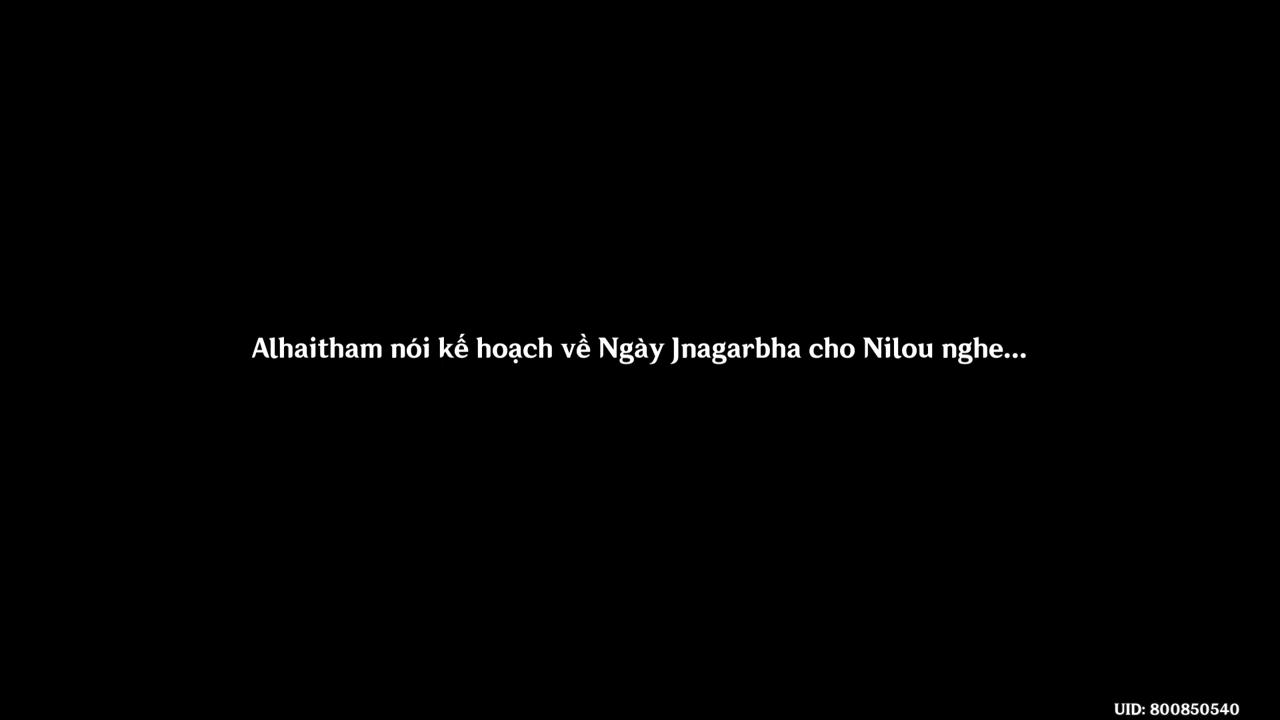 Alhaitham nói kế hoạch về Ngày Jnagarbha cho Nilou nghe...
UID: 800850540